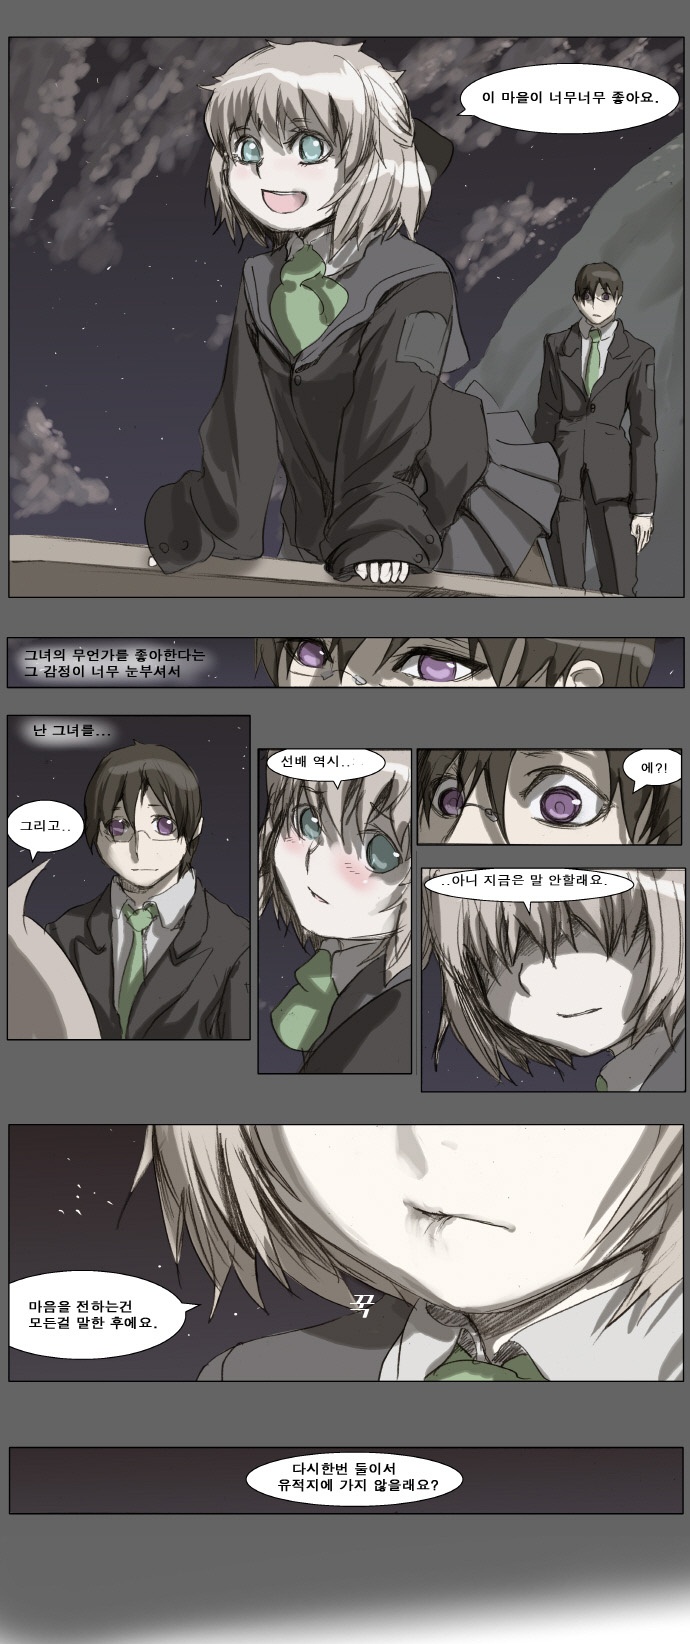 이 마을이 너무너무 좋아요.
그녀의 무언가를 좋아한다는
그 감정이 너무 눈부셔서
난 그녀를...
그리고..
선배 역시..
에?!
..아니 지금은 말 안할래요.
마음을 전하는건
모든걸 말한 후에요.
꾹
다시한번 둘이서
유적지에 가지 않을래요?